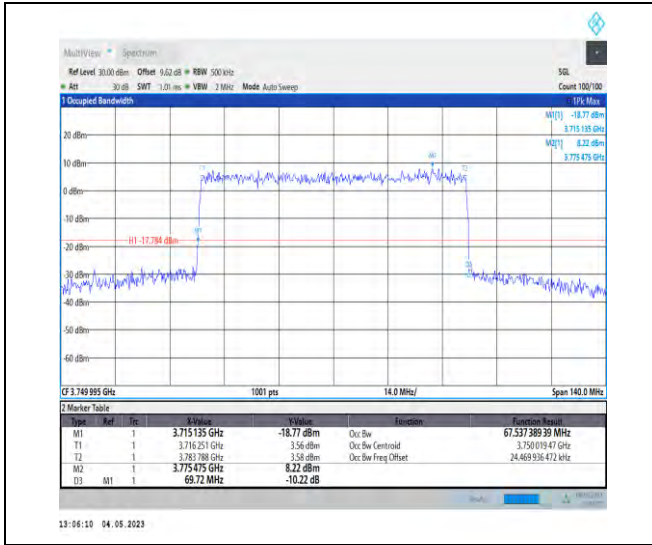 MultiView Spectrum
Ref Level 30.00 dBm Offset 9.62 dB RBW 500 kHz SGL
Att 30 dB SWT 1.01 ms VBW 2 MHz Mode Auto Sweep Count 100/100
1 Occupied Bandwidth 1Pk Max
M1[1] -18.77 dBm
3.715 135 GHz
M2[1] 8.22 dBm
3.775 475 GHz
20 dBm
10 dBm
0 dBm
-10 dBm
-20 dBm
-30 dBm
-40 dBm
-50 dBm
-60 dBm
M2
T1
T2
M1
H1 -17.784 dBm
CF 3.749 995 GHz 1001 pts 14.0 MHz/ Span 140.0 MHz
2 Marker Table
Type Ref Trc X-Value Y-Value Function Function Result
M1 1 3.715 135 GHz -18.77 dBm Occ Bw 67.537 389 39 MHz
T1 1 3.716 251 GHz 3.56 dBm Occ Bw Centroid 3.750 019 47 GHz
T2 1 3.783 788 GHz 3.58 dBm Occ Bw Freq Offset 24.469 936 472 kHz
M2 1 3.775 475 GHz 8.22 dBm
D3 M1 1 69.72 MHz -10.22 dB
13:06:10 04.05.2023